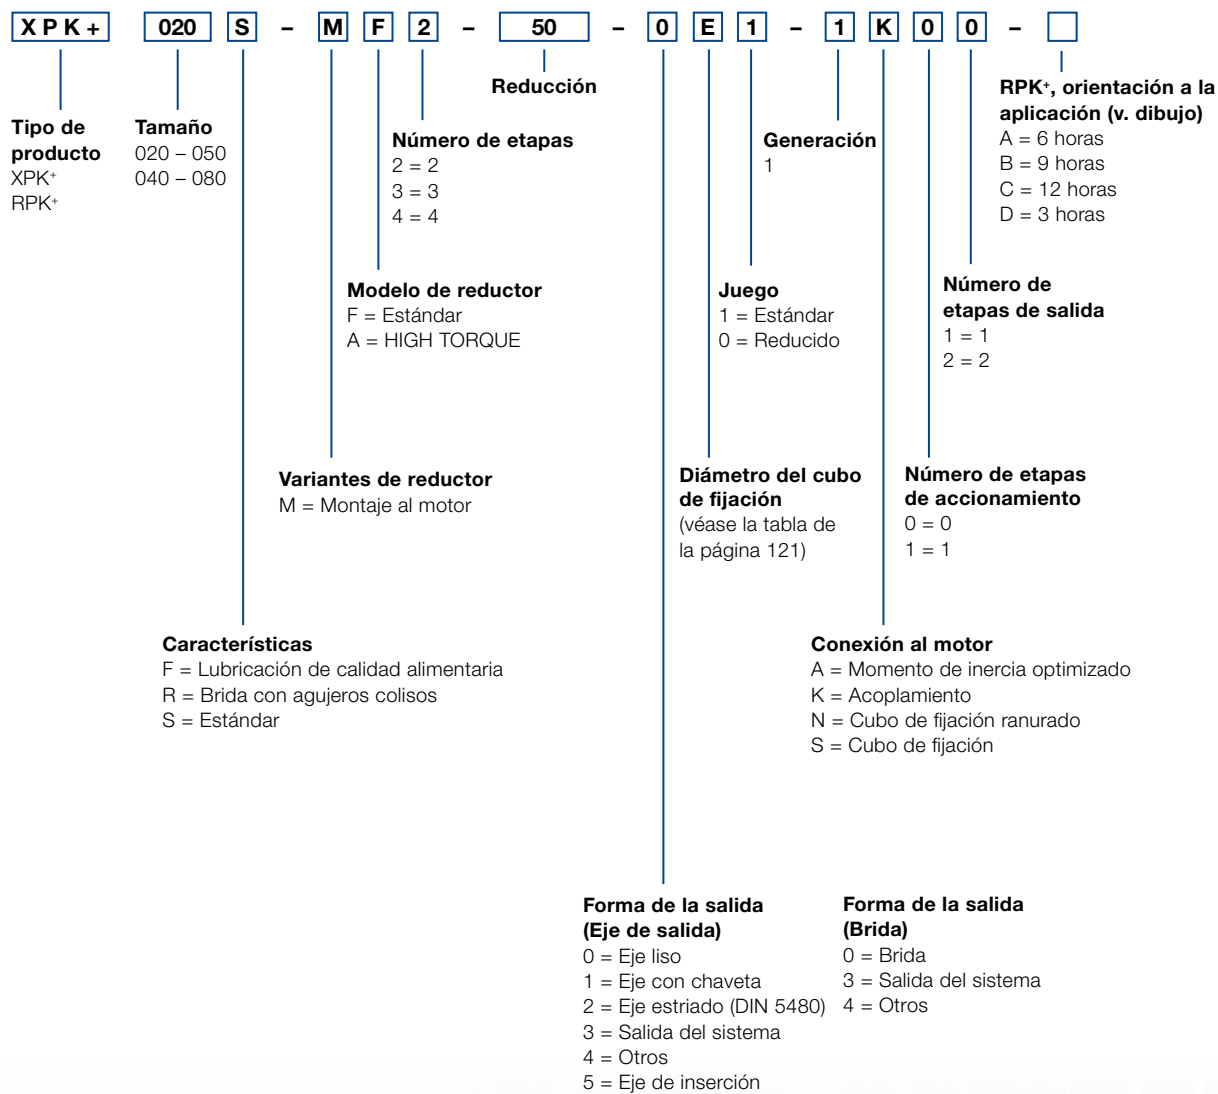 X P K + 020 S – M F 2 – 50 – 0 E 1 – 1 K 0 0 –
Reducción
Tipo de
producto
XPK+
RPK+
Tamaño
020 – 050
040 – 080
Número de etapas
2 = 2
3 = 3
4 = 4
Generación
1
RPK+, orientación a la
aplicación (v. dibujo)
A = 6 horas
B = 9 horas
C = 12 horas
D = 3 horas
Modelo de reductor
F = Estándar
A = HIGH TORQUE
Juego
1 = Estándar
0 = Reducido
Número de
etapas de salida
1 = 1
2 = 2
Variantes de reductor
M = Montaje al motor
Diámetro del cubo
de fijación
(véase la tabla de
la página 121)
Número de etapas
de accionamiento
0 = 0
1 = 1
Características
F = Lubricación de calidad alimentaria
R = Brida con agujeros colisos
S = Estándar
Conexión al motor
A = Momento de inercia optimizado
K = Acoplamiento
N = Cubo de fijación ranurado
S = Cubo de fijación
Forma de la salida
(Eje de salida)
0 = Eje liso
1 = Eje con chaveta
2 = Eje estriado (DIN 5480)
3 = Salida del sistema
4 = Otros
5 = Eje de inserción
Forma de la salida
(Brida)
0 = Brida
3 = Salida del sistema
4 = Otros